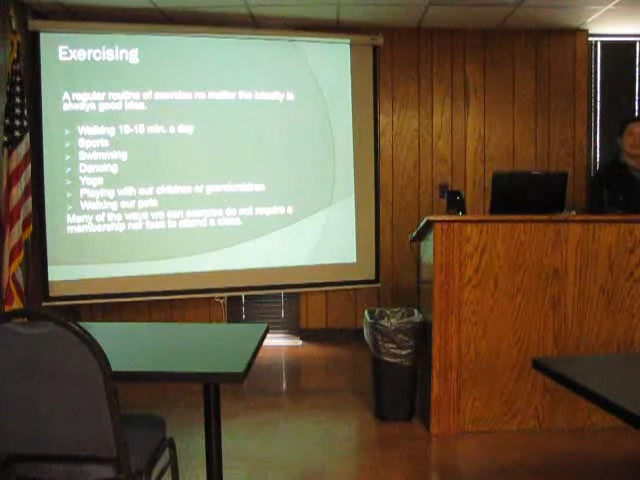 Exercising
A regular routine of exercise no matter the intensity is
always good idea.
Walking 10-15 min. a day
Sports
Swimming
Dancing
Yoga
Playing with our children or grandchildren
Walking our pets
Many of the ways we can exercise do not require a
membership nor fees to attend a class.